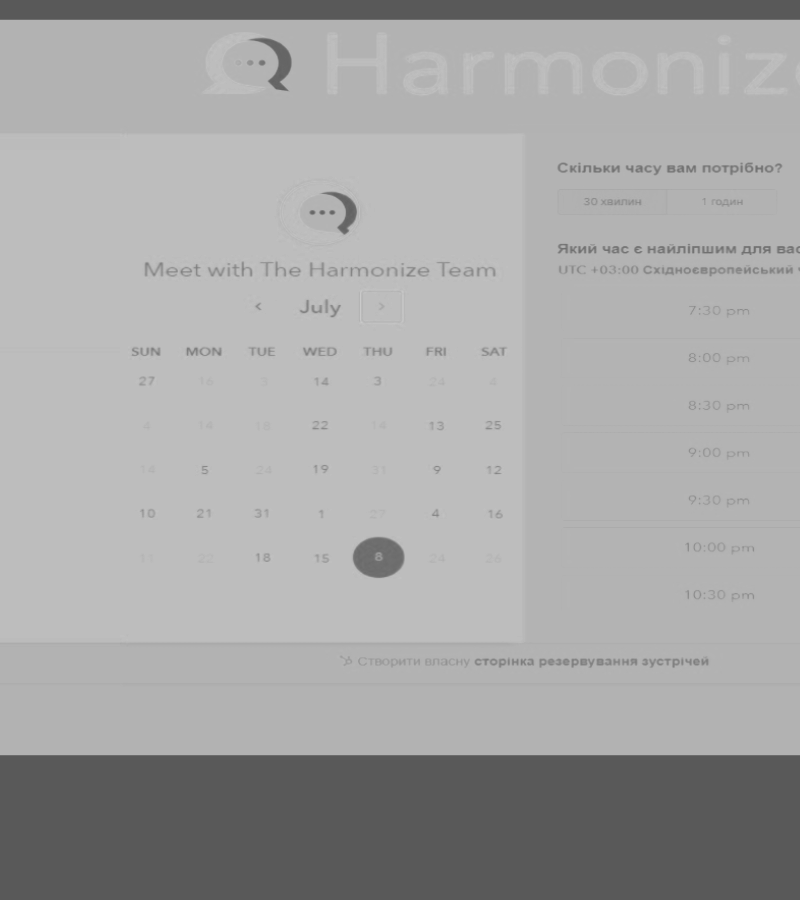 Harmoniz
Meet with The Harmonize Team
July
SUN MON TUE WED THU FRI SAT
27 16 3 14 3 24 4
4 14 18 22 14 13 25
14 5 24 19 31 9 12
10 21 31 1 27 4 16
11 22 18 15 8 24 26
Скільки часу вам потрібно?
30 хвилин 1 годин
Який час є найліпшим для вас
UTC +03:00 Східноєвропейський
7:30 pm
8:00 pm
8:30 pm
9:00 pm
9:30 pm
10:00 pm
10:30 pm
Створити власну сторінка резервування зустрічей